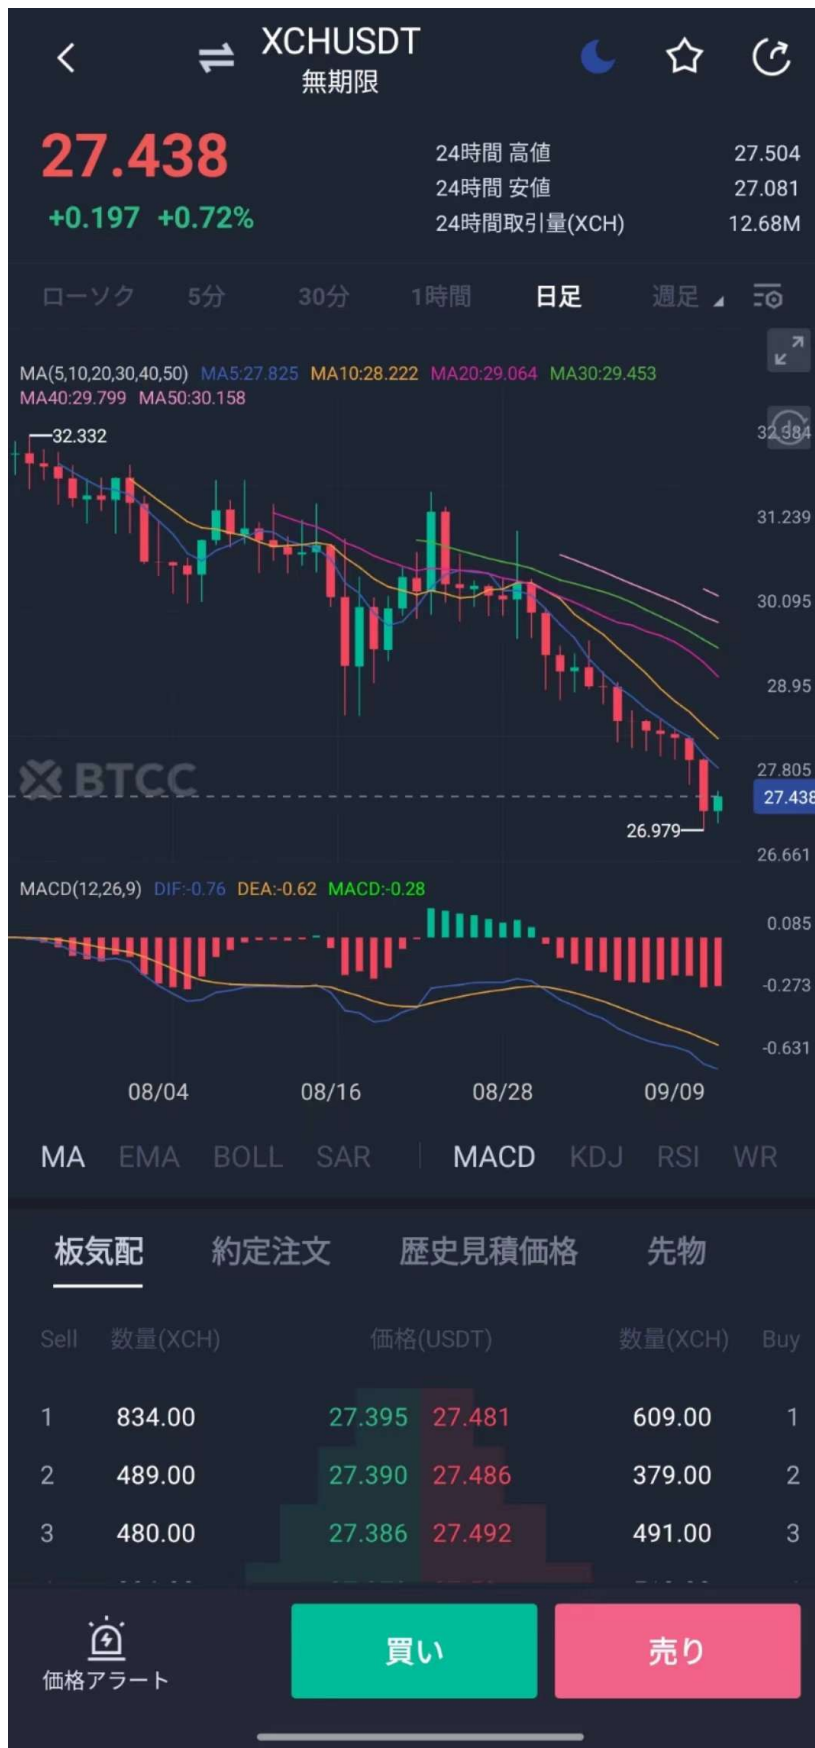 XCHUSDT
無期限
27.438
+0.197 +0.72%
24時間 高値 27.504
24時間 安値 27.081
24時間取引量(XCH) 12.68M
ローソク 5分 30分 1時間 日足 週足
MA(5,10,20,30,40,50) MA5:27.825 MA10:28.222 MA20:29.064 MA30:29.453
MA40:29.799 MA50:30.158
32.332
32.384
31.239
30.095
28.95
BTCC
27.805
27.438
26.979
26.661
MACD(12,26,9) DIF:-0.76 DEA:-0.62 MACD:-0.28
0.085
-0.273
-0.631
08/04 08/16 08/28 09/09
MA EMA BOLL SAR MACD KDJ RSI WR
板気配 約定注文 歴史見積価格 先物
Sell 数量(XCH) 価格(USDT) 数量(XCH) Buy
1 834.00 27.395 27.481 609.00 1
2 489.00 27.390 27.486 379.00 2
3 480.00 27.386 27.492 491.00 3
価格アラート 買い 売り